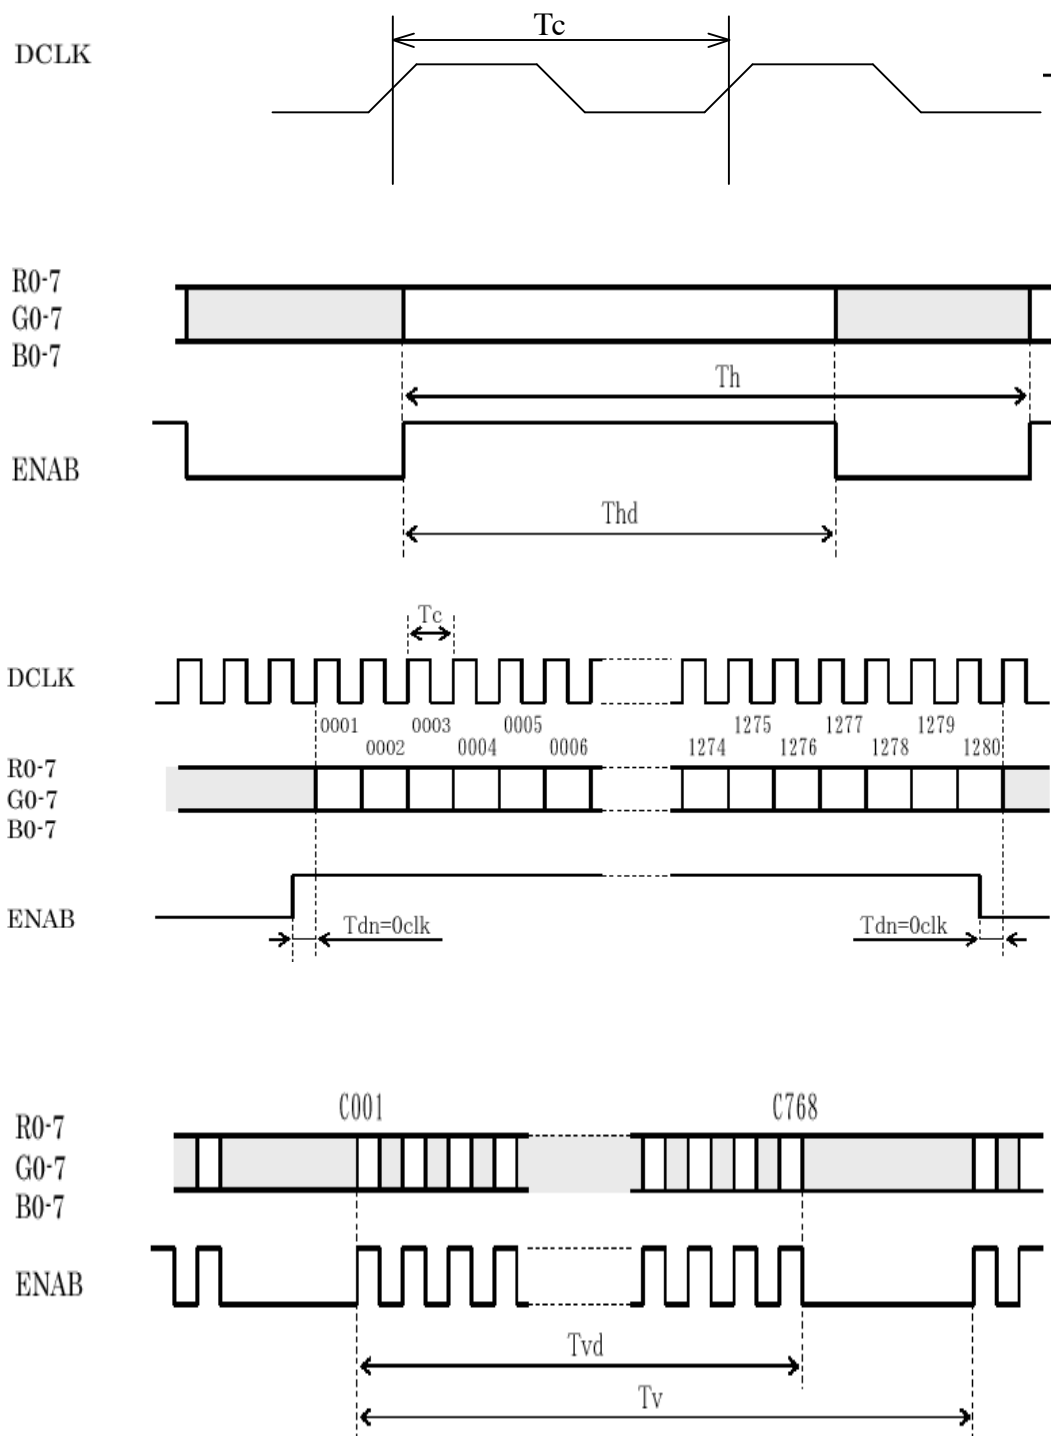 Tc
DCLK
R0-7
G0-7
B0-7
Th
ENAB
Thd
Tc
DCLK
0001 0003 0005 1275 1277 1279
0002 0004 0006 1274 1276 1278 1280
R0-7
G0-7
B0-7
ENAB
Tdn=0clk Tdn=0clk
C001 C768
R0-7
G0-7
B0-7
ENAB
Tvd
Tv